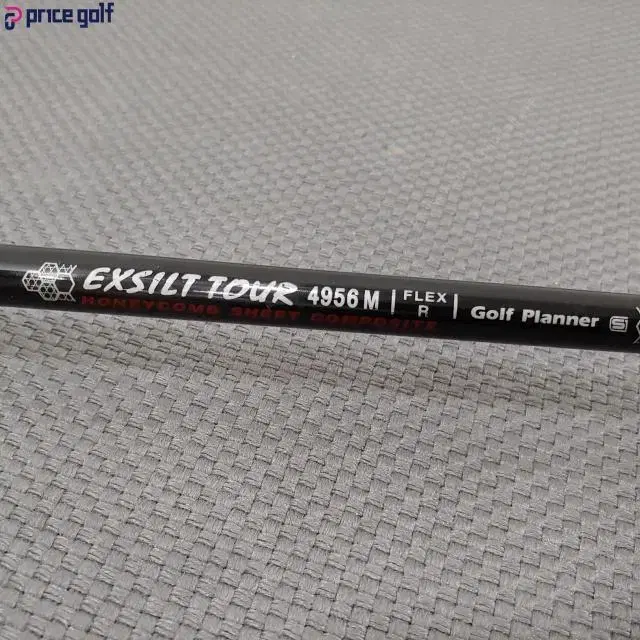 price golf
EXSILT TOUR 4956 M FLEX R Golf Planner
HONEYCOMB SHEET COMPOSITE